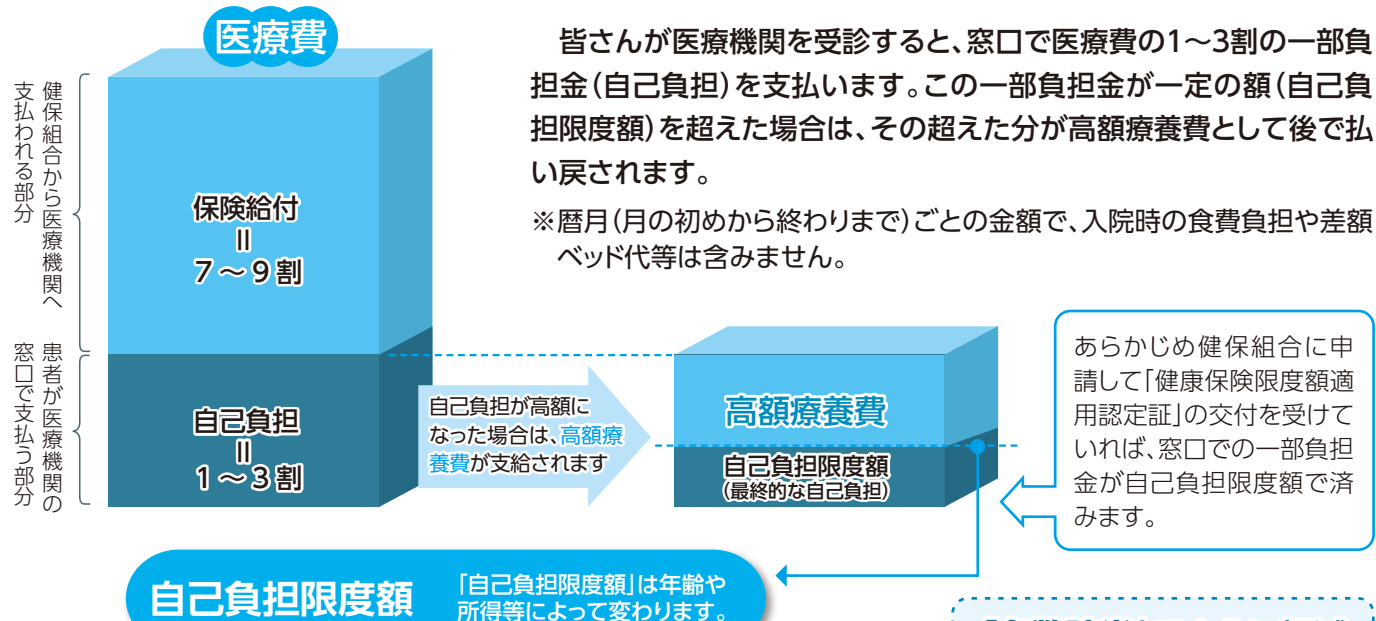 医療費
皆さんが医療機関を受診すると、窓口で医療費の1～3割の一部負
担金(自己負担)を支払います。この一部負担金が一定の額(自己負
担限度額)を超えた場合は、その超えた分が高額療養費として後で払
い戻されます。
※暦月(月の初めから終わりまで)ごとの金額で、入院時の食費負担や差額
ベッド代等は含みません。
健保組合から医療機関へ
支払われる部分
保険給付
＝
7～9割
患者が医療機関の
窓口で支払う部分
自己負担
＝
1～3割
自己負担が高額に
なった場合は、高額療
養費が支給されます
高額療養費
自己負担限度額
(最終的な自己負担)
あらかじめ健保組合に申
請して「健康保険限度額適
用認定証」の交付を受けて
いれば、窓口での一部負担
金が自己負担限度額で済
みます。
自己負担限度額
「自己負担限度額」は年齢や
所得等によって変わります。